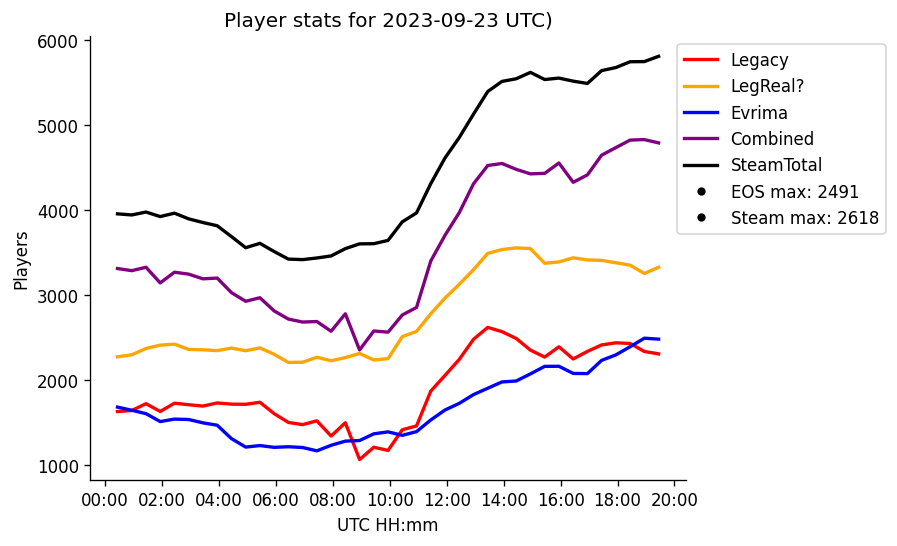 Player stats for 2023-09-23 UTC)
6000
5000
4000
3000
2000
1000
Players
00:00 02:00 04:00 06:00 08:00 10:00 12:00 14:00 16:00 18:00 20:00
UTC HH:mm
Legacy
LegReal?
Evrima
Combined
SteamTotal
EOS max: 2491
Steam max: 2618